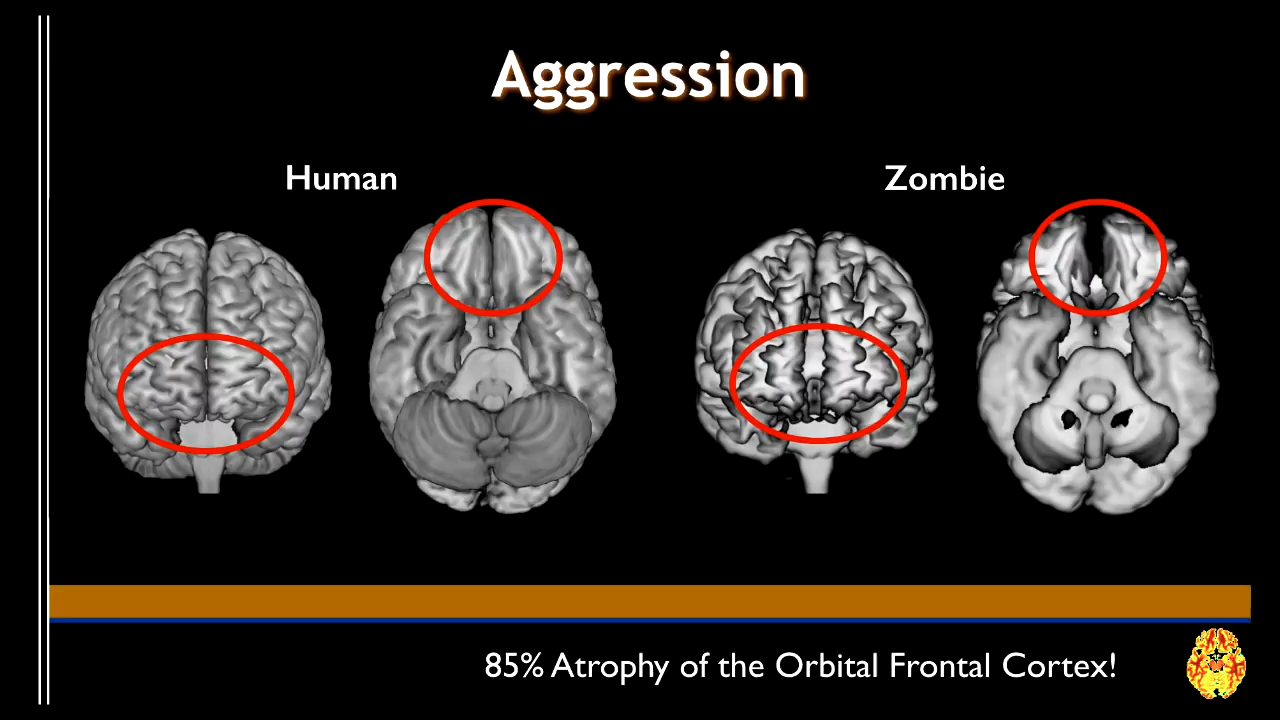 Aggression
Human
Zombie
85% Atrophy of the Orbital Frontal Cortex!